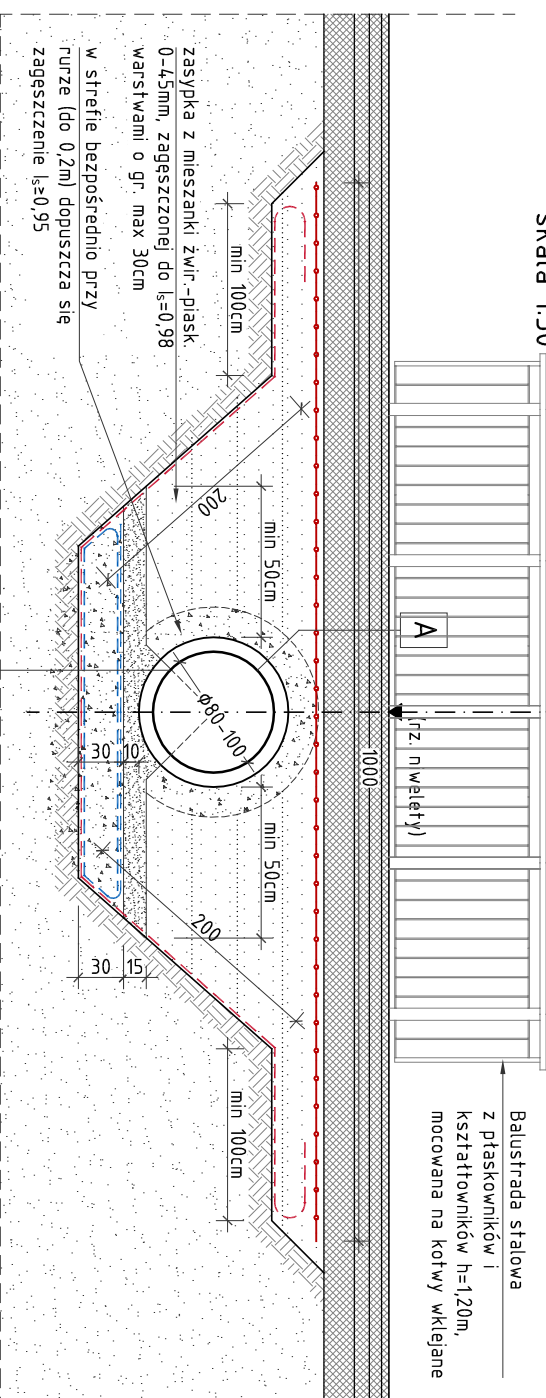 skala 1:50
Balustrada stalowa
z płaskowników i
kształtowników h=1,20m,
mocowana na kotwy wklejane
A
(rz. niwelety)
1000
zasypka z mieszanki żwir.-piask.
0-45mm, zagęszczonej do Is=0,98
warstwami o gr. max 30cm
w strefie bezpośrednio przy
rurze (do 0,2m) dopuszcza się
zagęszczenie Is≥0,95
min 100cm
200
min 50cm
Ø80-100
min 50cm
200
min 100cm
30
10
30
15